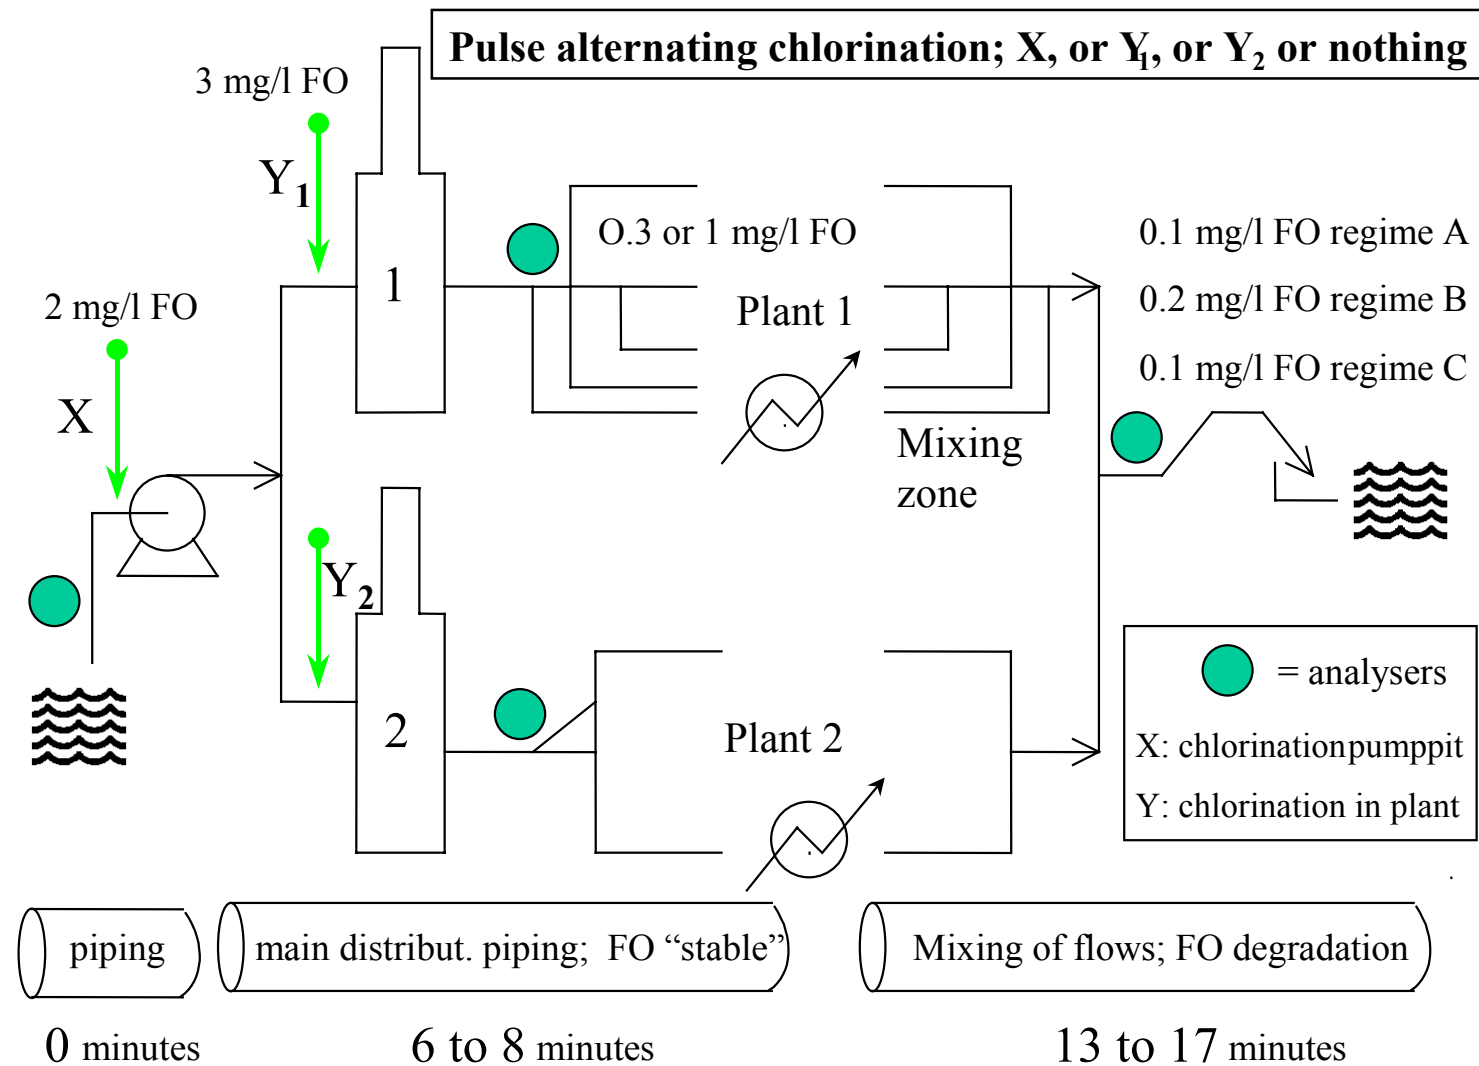 Pulse alternating chlorination; X, or Y1, or Y2 or nothing
3 mg/l FO
Y1
2 mg/l FO
X
1
O.3 or 1 mg/l FO
Plant 1
Mixing
zone
0.1 mg/l FO regime A
0.2 mg/l FO regime B
0.1 mg/l FO regime C
Y2
2
Plant 2
= analysers
X: chlorinationpumppit
Y: chlorination in plant
piping
main distribut. piping; FO “stable”
Mixing of flows; FO degradation
0 minutes
6 to 8 minutes
13 to 17 minutes